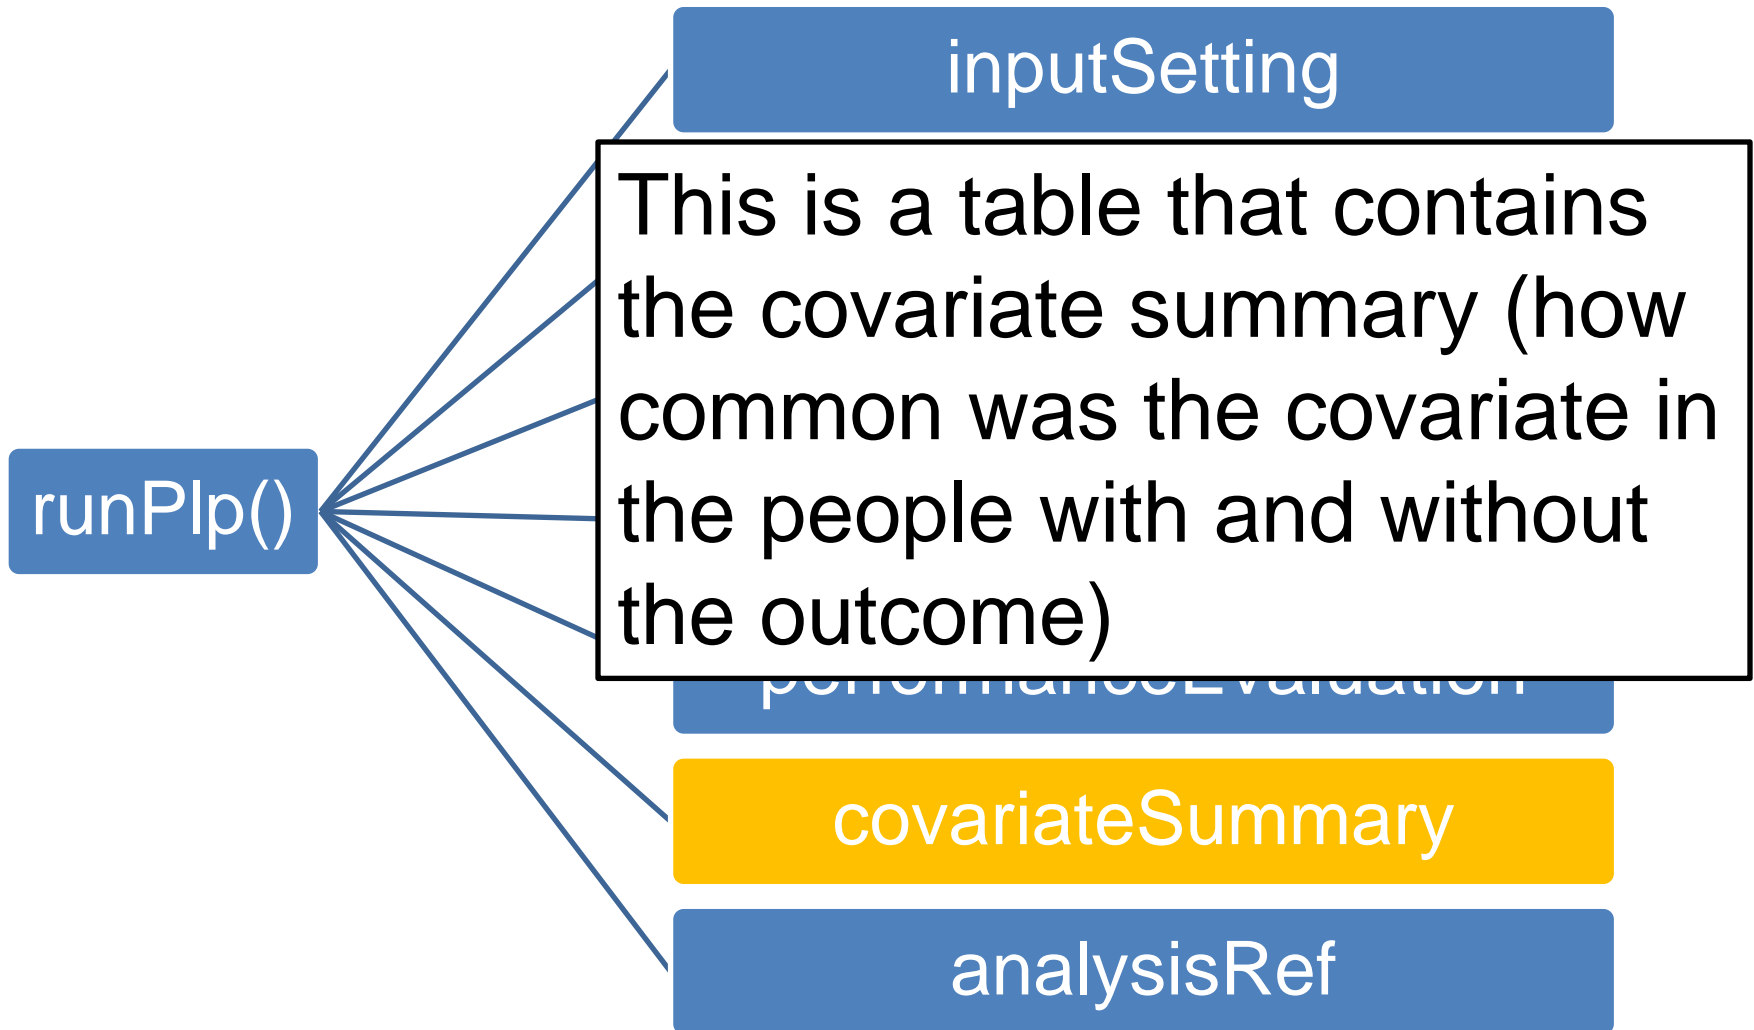 inputSetting
This is a table that contains
the covariate summary (how
common was the covariate in
the people with and without
the outcome)
runPlp()
performanceEvaluation
covariateSummary
analysisRef